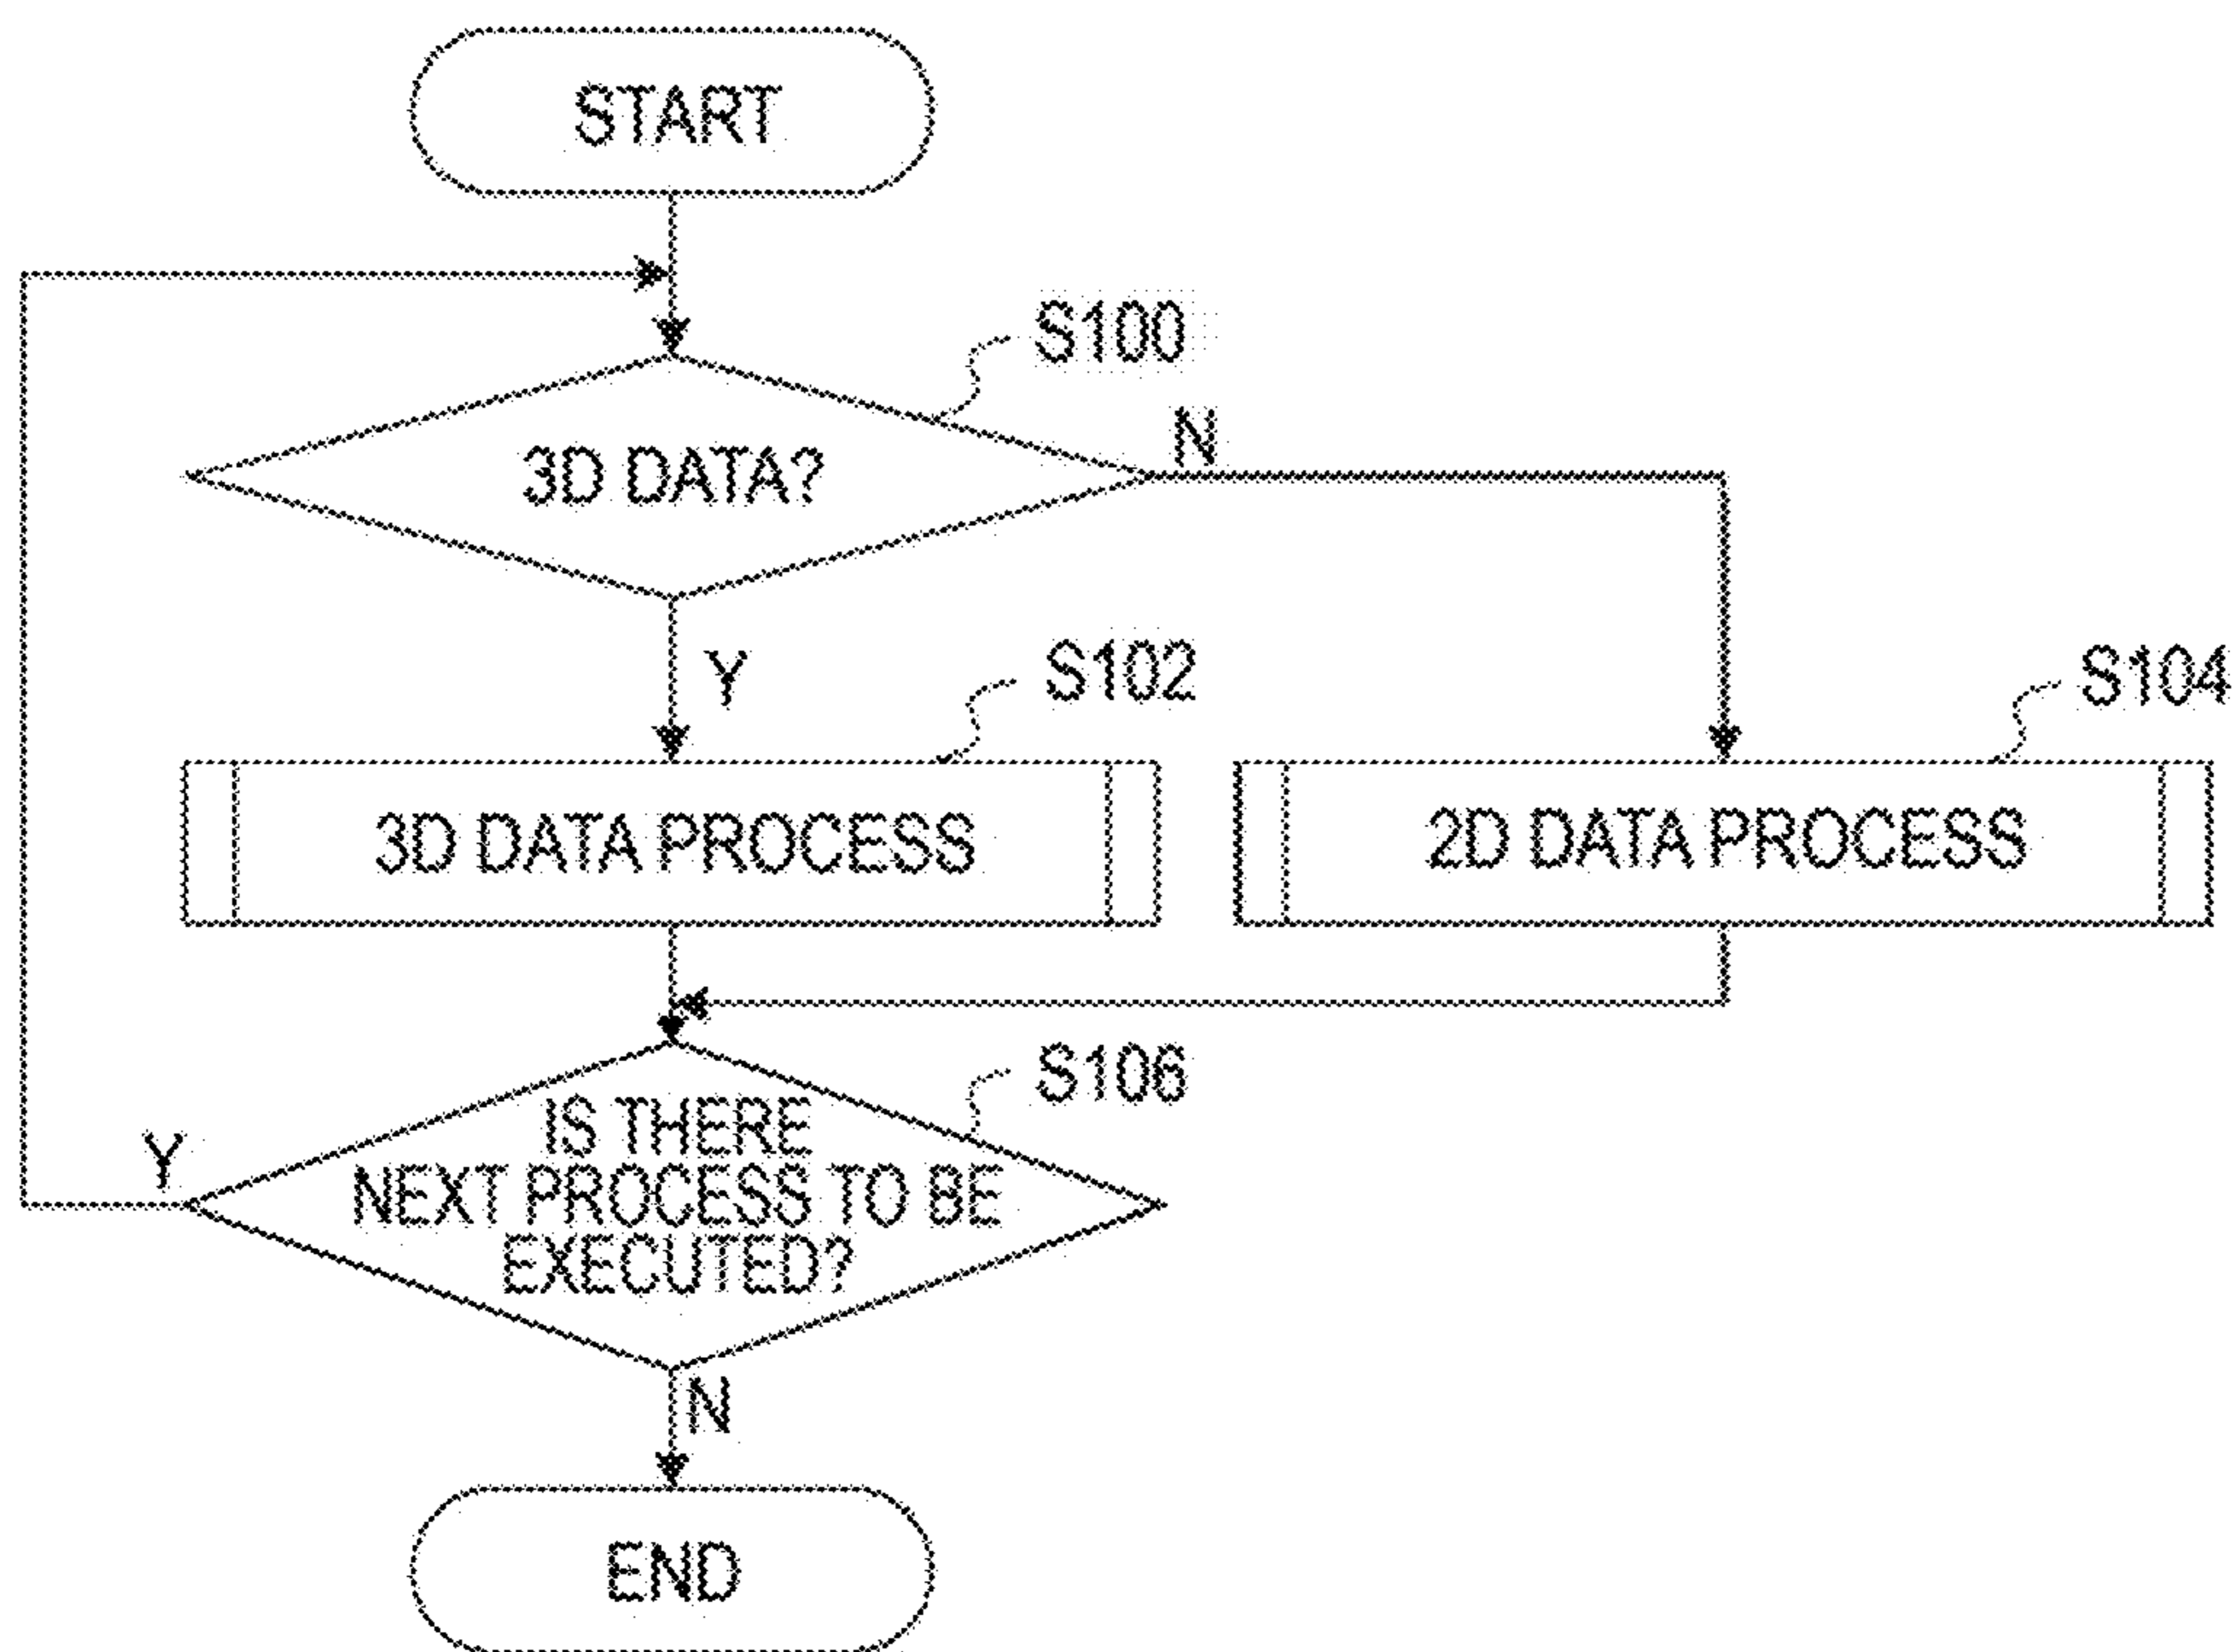 START
S100
3D DATA?
N
Y
S102
S104
3D DATA PROCESS
2D DATA PROCESS
S106
IS THERE
NEXT PROCESS TO BE
EXECUTED?
Y
N
END